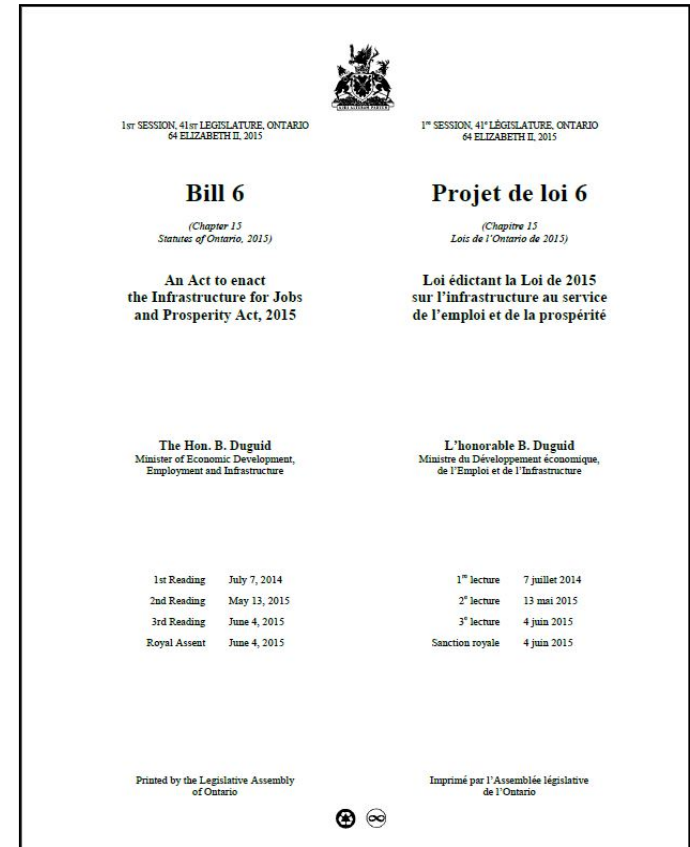 1ST SESSION, 41ST LEGISLATURE, ONTARIO
64 ELIZABETH II, 2015
Bill 6
(Chapter 15
Statutes of Ontario, 2015)
An Act to enact
the Infrastructure for Jobs
and Prosperity Act, 2015
The Hon. B. Duguid
Minister of Economic Development,
Employment and Infrastructure
1st Reading July 7, 2014
2nd Reading May 13, 2015
3rd Reading June 4, 2015
Royal Assent June 4, 2015
Printed by the Legislative Assembly
of Ontario
1re SESSION, 41e LÉGISLATURE, ONTARIO
64 ELIZABETH II, 2015
Projet de loi 6
(Chapitre 15
Lois de l'Ontario de 2015)
Loi édictant la Loi de 2015
sur l'infrastructure au service
de l'emploi et de la prospérité
L'honorable B. Duguid
Ministre du Développement économique,
de l'Emploi et de l'Infrastructure
1re lecture 7 juillet 2014
2e lecture 13 mai 2015
3e lecture 4 juin 2015
Sanction royale 4 juin 2015
Imprimé par l'Assemblée législative
de l'Ontario